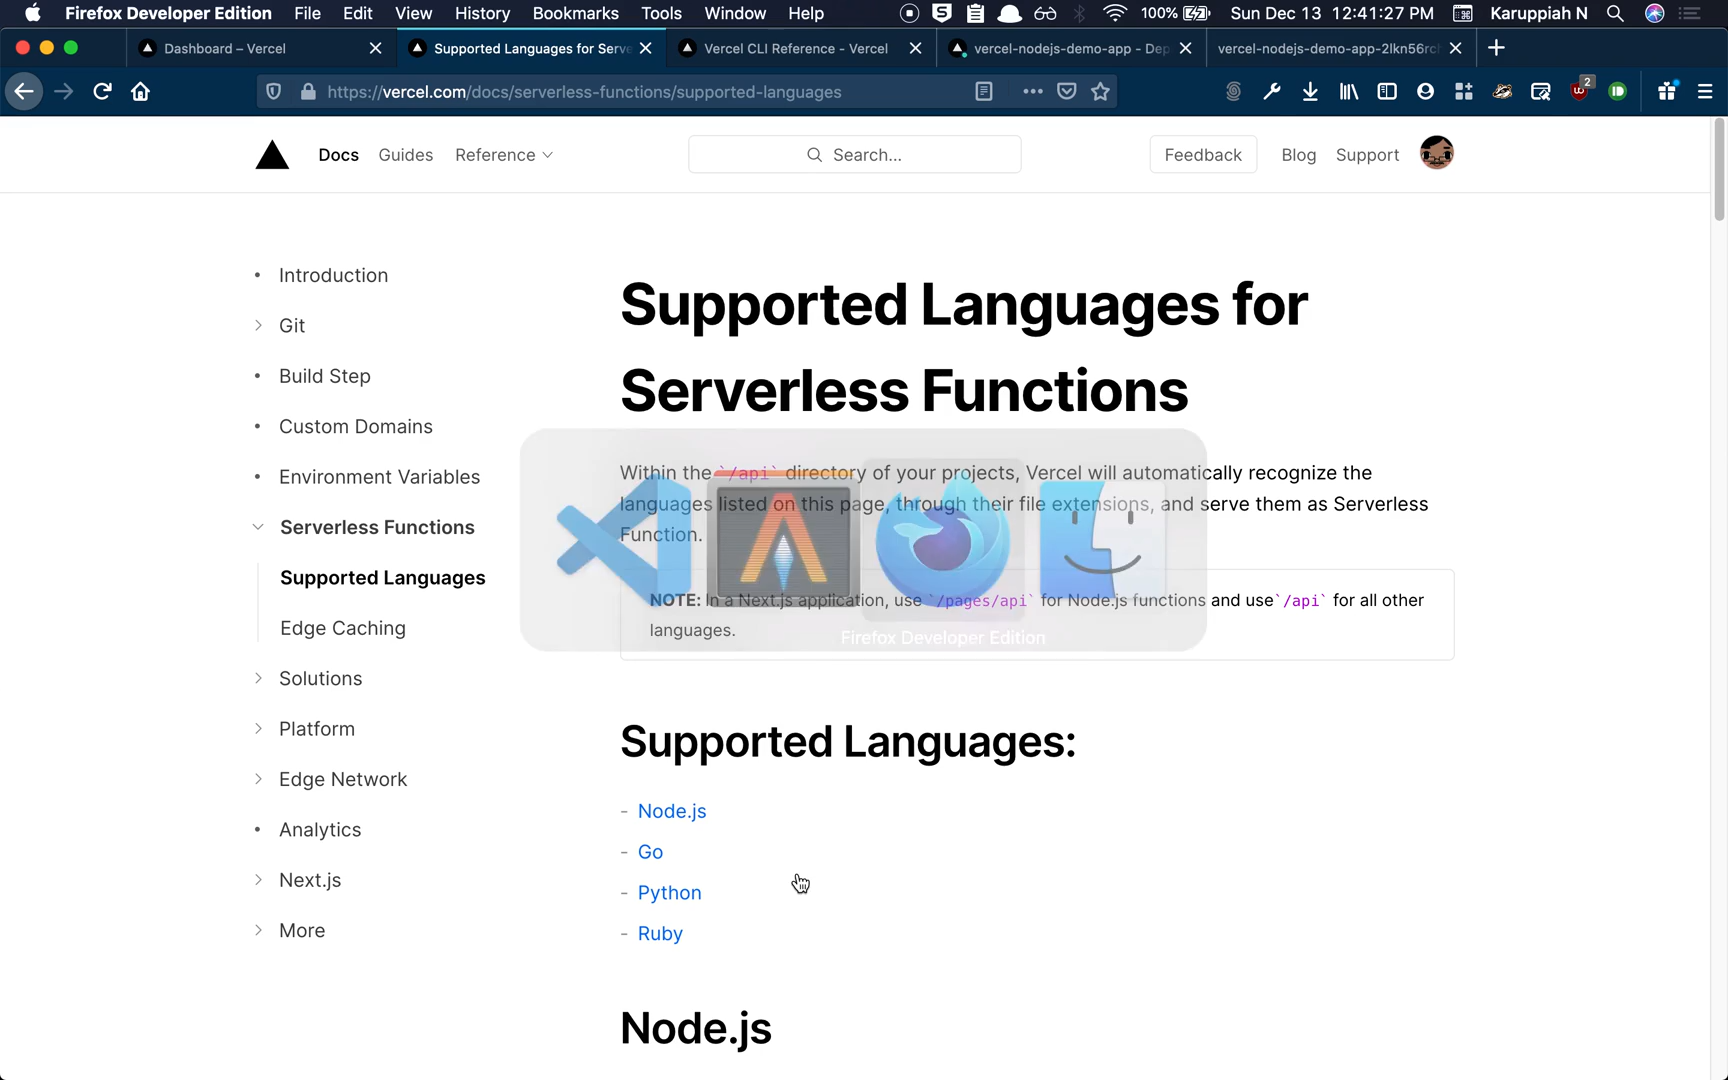 Firefox Developer Edition File Edit View History Bookmarks Tools Window Help 100% Sun Dec 13 12:41:27 PM Karuppiah N
Dashboard – Vercel
Supported Languages for Serve
Vercel CLI Reference - Vercel
vercel-nodejs-demo-app - Dep
vercel-nodejs-demo-app-2lkn56rc
https://vercel.com/docs/serverless-functions/supported-languages
2
Docs Guides Reference Search... Feedback Blog Support
Introduction
Git
Build Step
Custom Domains
Environment Variables
Serverless Functions
Supported Languages
Edge Caching
Solutions
Platform
Edge Network
Analytics
Next.js
More
Supported Languages for
Serverless Functions
Within the `/api` directory of your projects, Vercel will automatically recognize the
languages listed on this page, through their file extensions, and serve them as Serverless
Function.
NOTE: In a Next.js application, use `/pages/api` for Node.js functions and use`/api` for all other
languages.
Firefox Developer Edition
Supported Languages:
- Node.js
- Go
- Python
- Ruby
Node.js